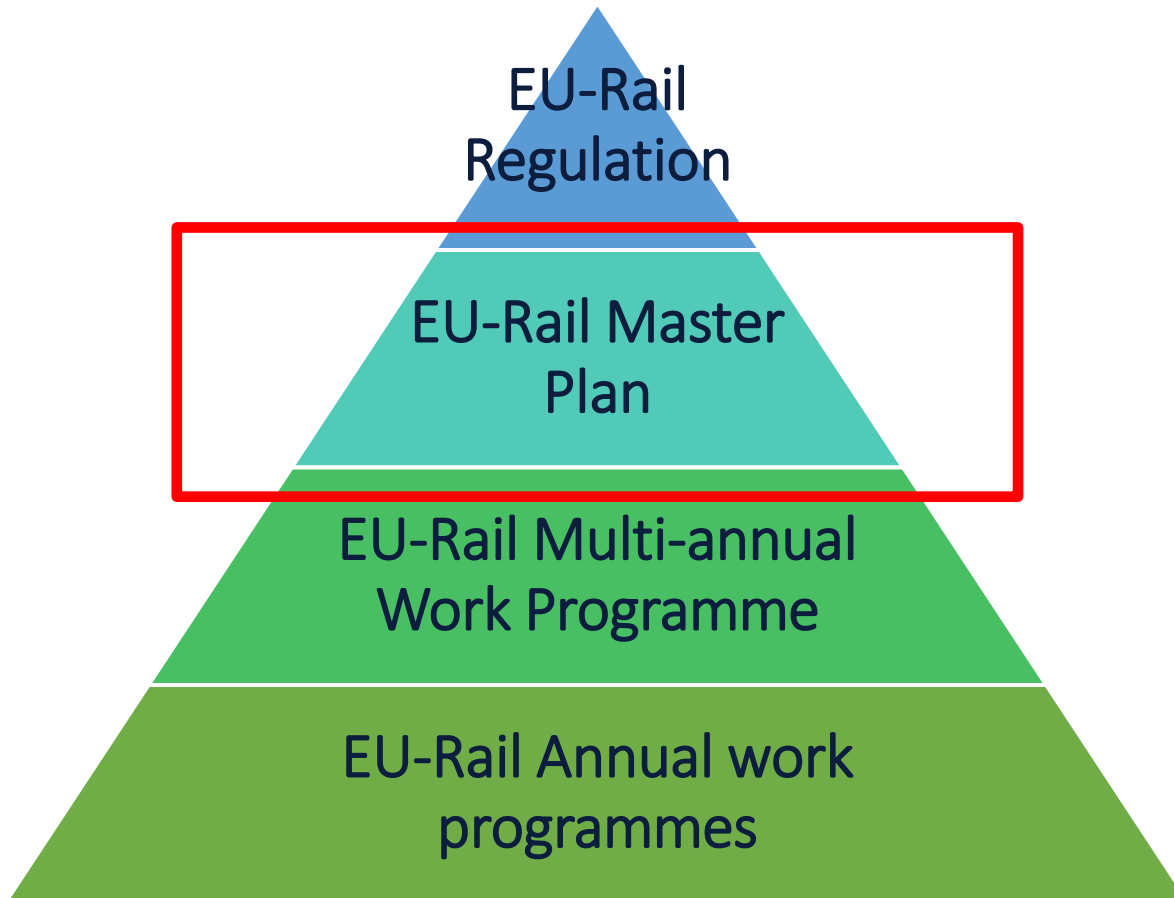 EU-Rail
Regulation
EU-Rail Master
Plan
EU-Rail Multi-annual
Work Programme
EU-Rail Annual work
programmes